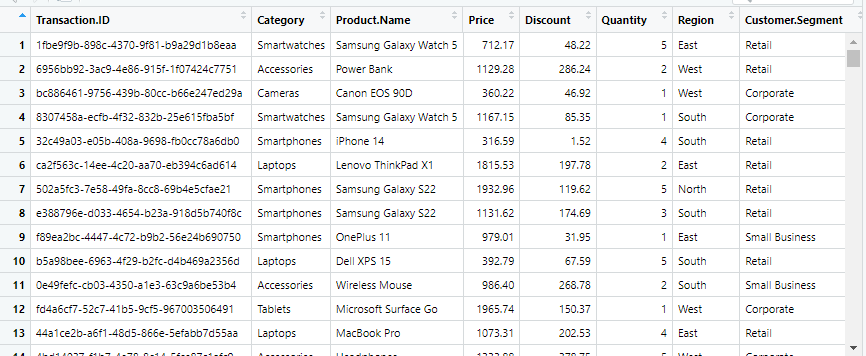 Transaction.ID Category Product.Name Price Discount Quantity Region Customer.Segment
1 1fbe9f9b-898c-4370-9f81-b9a29d1b8eaa Smartwatches Samsung Galaxy Watch 5 712.17 48.22 5 East Retail
2 6956bb92-3ac9-4e86-915f-1f07424c7751 Accessories Power Bank 1129.28 286.24 2 West Retail
3 bc886461-9756-439b-80cc-b66e247ed29a Cameras Canon EOS 90D 360.22 46.92 1 West Corporate
4 8307458a-ecfb-4f32-832b-25e615fba5bf Smartwatches Samsung Galaxy Watch 5 1167.15 85.35 1 South Corporate
5 32c49a03-e05b-408a-9698-fb0cc78a6db0 Smartphones iPhone 14 316.59 1.52 4 South Retail
6 ca2f563c-14ee-4c20-aa70-eb394c6ad614 Laptops Lenovo ThinkPad X1 1815.53 197.78 2 East Retail
7 502a5fc3-7e58-49fa-8cc8-69b4e5cfae21 Smartphones Samsung Galaxy S22 1932.96 119.62 5 North Retail
8 e388796e-d033-4654-b23a-918d5b740f8c Smartphones Samsung Galaxy S22 1131.62 174.69 3 South Retail
9 f89ea2bc-4447-4c72-b9b2-56e24b690750 Smartphones OnePlus 11 979.01 31.95 1 East Small Business
10 b5a98bee-6963-4f29-b2fc-d4b469a2356d Laptops Dell XPS 15 392.79 67.59 5 South Retail
11 0e49fefc-cb03-4350-a1e3-63c9a6be53b4 Accessories Wireless Mouse 986.40 268.78 2 South Small Business
12 fd4a6cf7-52c7-41b5-9cf5-967003506491 Tablets Microsoft Surface Go 1965.74 150.37 1 West Corporate
13 44a1ce2b-a6f1-48d5-866e-5efabb7d55aa Laptops MacBook Pro 1073.31 202.53 4 East Retail
14 Accessories Headphones South Retail